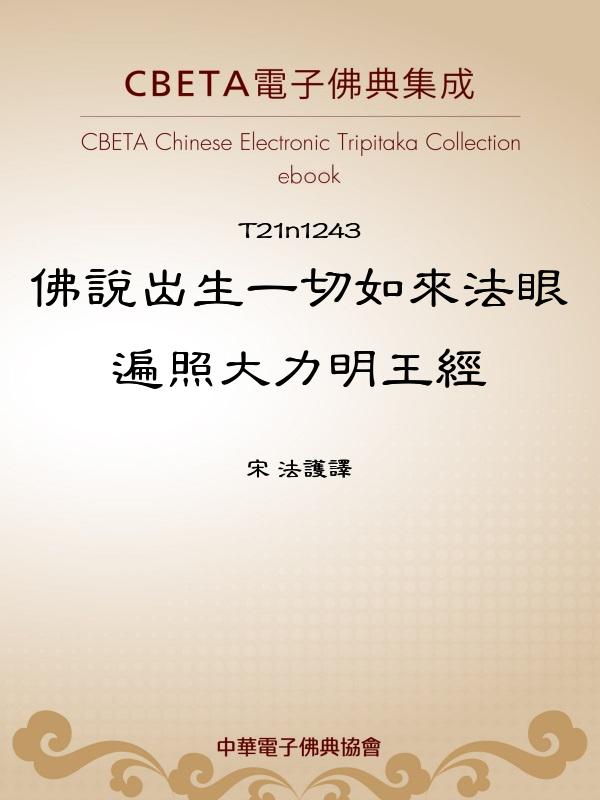 CBETA電子佛典集成
CBETA Chinese Electronic Tripitaka Collection
ebook
T21n1243
佛說出生一切如來法眼
遍照大力明王經
宋 法護譯
中華電子佛典協會